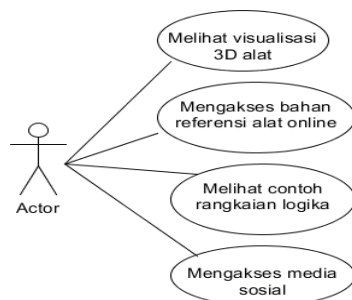 Melihat visualisasi
3D alat
Mengakses bahan
referensi alat online
Melihat contoh
rangkaian logika
Actor
Mengakses media
sosial